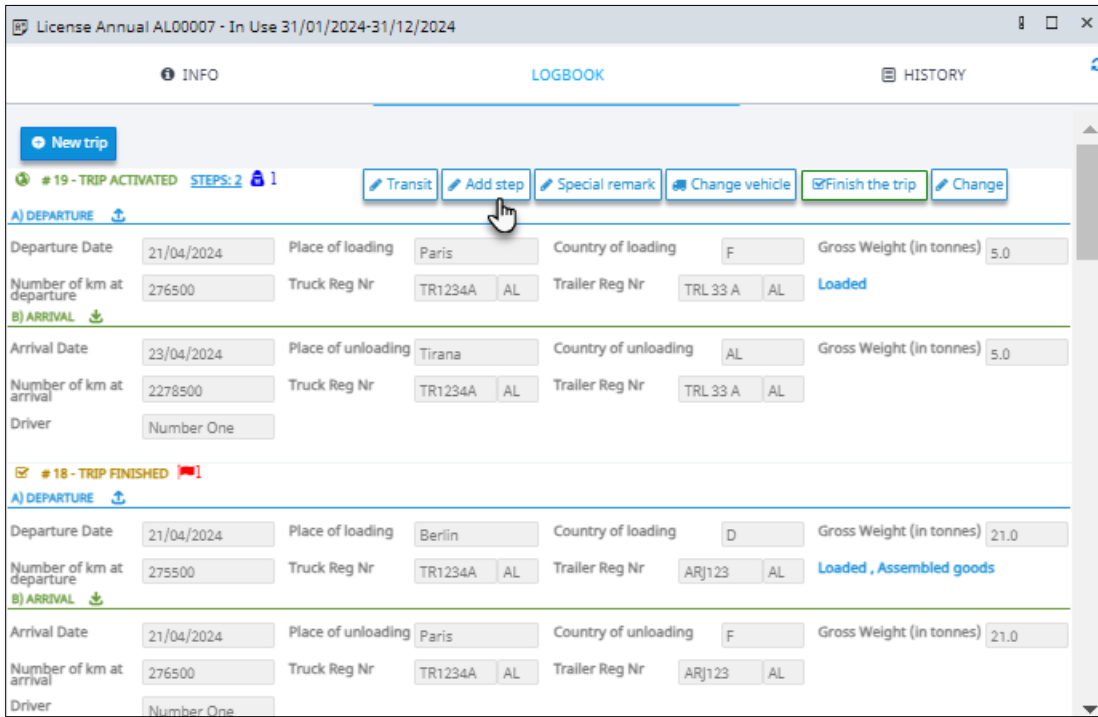 License Annual AL00007 - In Use 31/01/2024-31/12/2024
INFO LOGBOOK HISTORY
New trip
# 19 - TRIP ACTIVATED STEPS: 2 1 Transit Add step Special remark Change vehicle Finish the trip Change
A) DEPARTURE
Departure Date 21/04/2024 Place of loading Paris Country of loading F Gross Weight (in tonnes) 5.0
Number of km at departure 276500 Truck Reg Nr TR1234A AL Trailer Reg Nr TRL 33 A AL Loaded
B) ARRIVAL
Arrival Date 23/04/2024 Place of unloading Tirana Country of unloading AL Gross Weight (in tonnes) 5.0
Number of km at arrival 2278500 Truck Reg Nr TR1234A AL Trailer Reg Nr TRL 33 A AL
Driver Number One
# 18 - TRIP FINISHED 1
A) DEPARTURE
Departure Date 21/04/2024 Place of loading Berlin Country of loading D Gross Weight (in tonnes) 21.0
Number of km at departure 275500 Truck Reg Nr TR1234A AL Trailer Reg Nr ARJ123 AL Loaded , Assembled goods
B) ARRIVAL
Arrival Date 21/04/2024 Place of unloading Paris Country of unloading F Gross Weight (in tonnes) 21.0
Number of km at arrival 276500 Truck Reg Nr TR1234A AL Trailer Reg Nr ARJ123 AL
Driver Number One